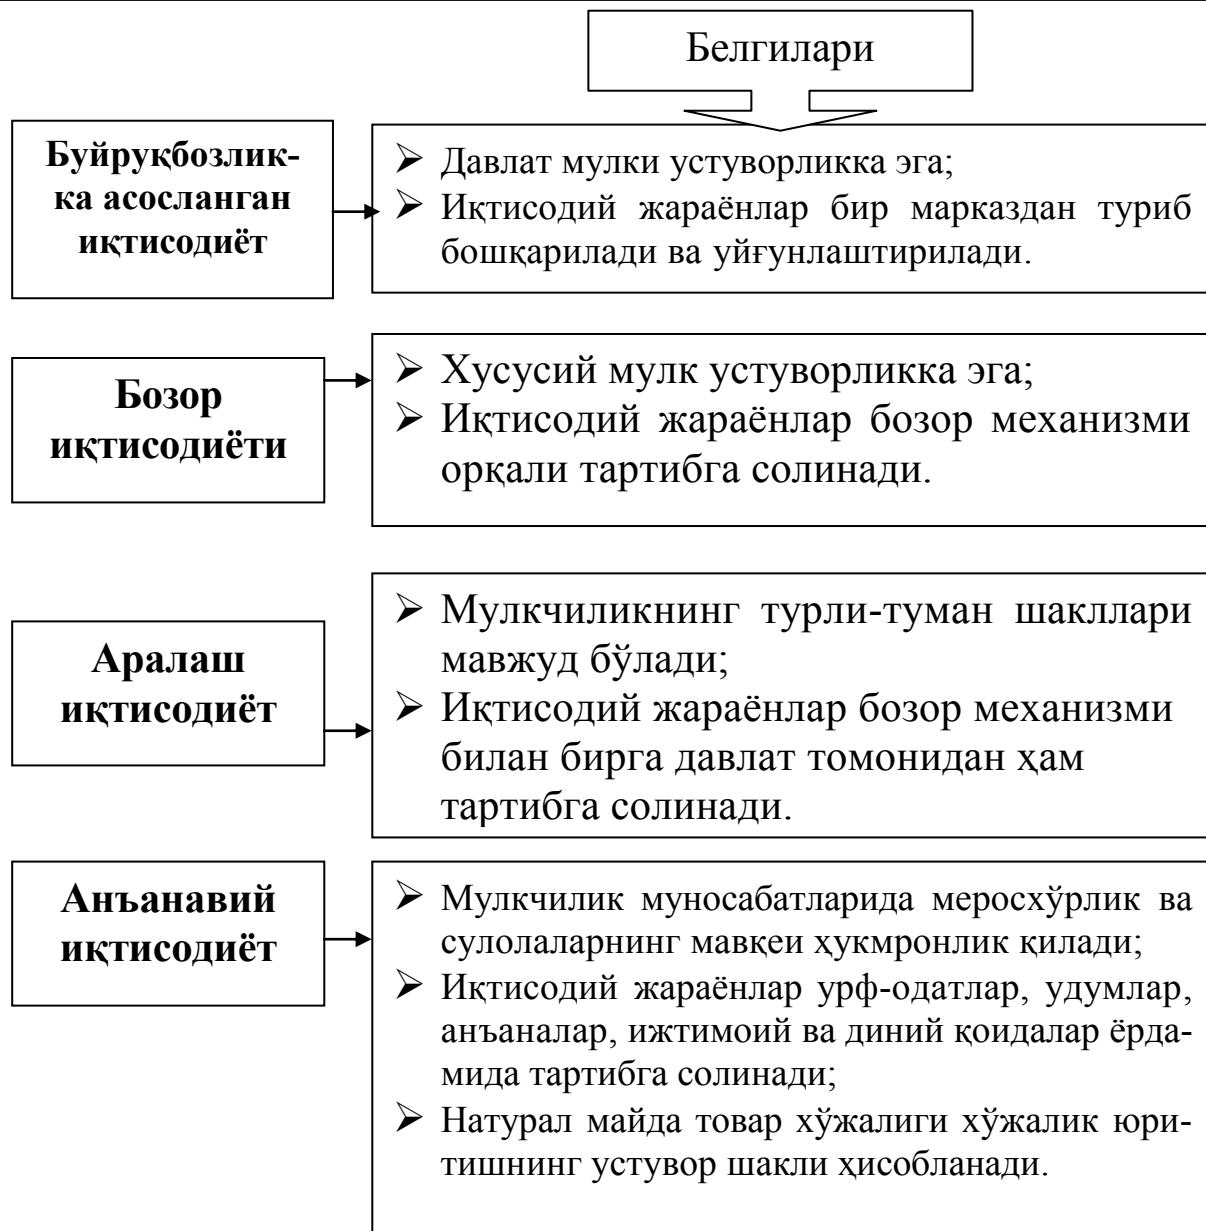 Белгилари
Буйруқбозлик-
ка асосланган
иқтисодиёт
➢ Давлат мулки устуворликка эга;
➢ Иқтисодий жараёнлар бир марказдан туриб
бошқарилади ва уйғунлаштирилади.
Бозор
иқтисодиёти
➢ Хусусий мулк устуворликка эга;
➢ Иқтисодий жараёнлар бозор механизми
орқали тартибга солинади.
Аралаш
иқтисодиёт
➢ Мулкчиликнинг турли-туман шакллари
мавжуд бўлади;
➢ Иқтисодий жараёнлар бозор механизми
билан бирга давлат томонидан ҳам
тартибга солинади.
Анъанавий
иқтисодиёт
➢ Мулкчилик муносабатларида меросхўрлик ва
сулолаларнинг мавқеи ҳукмронлик қилади;
➢ Иқтисодий жараёнлар урф-одатлар, удумлар,
анъаналар, ижтимоий ва диний қоидалар ёрда-
мида тартибга солинади;
➢ Натурал майда товар хўжалиги хўжалик юри-
тишнинг устувор шакли ҳисобланади.